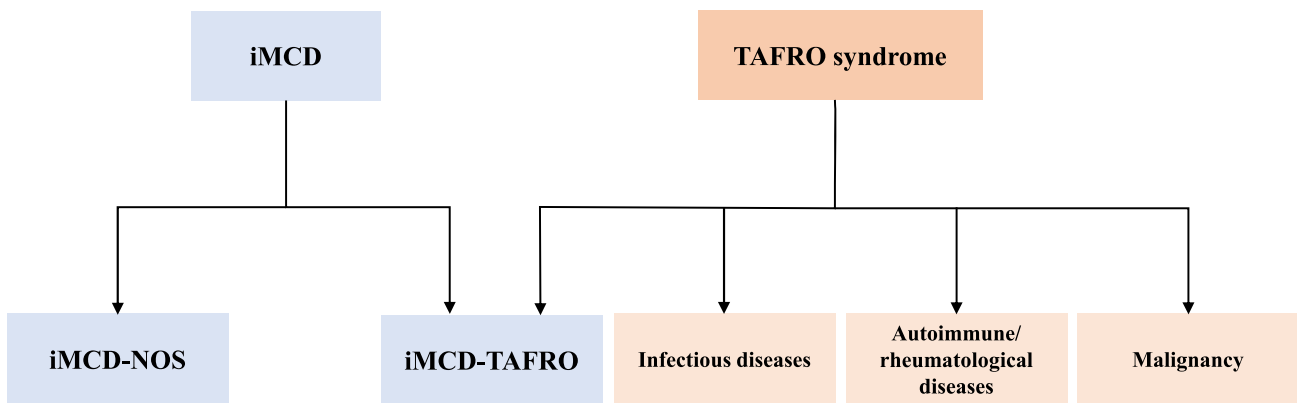 iMCD
TAFRO syndrome
iMCD-NOS
iMCD-TAFRO
Infectious diseases
Autoimmune/
rheumatological
diseases
Malignancy